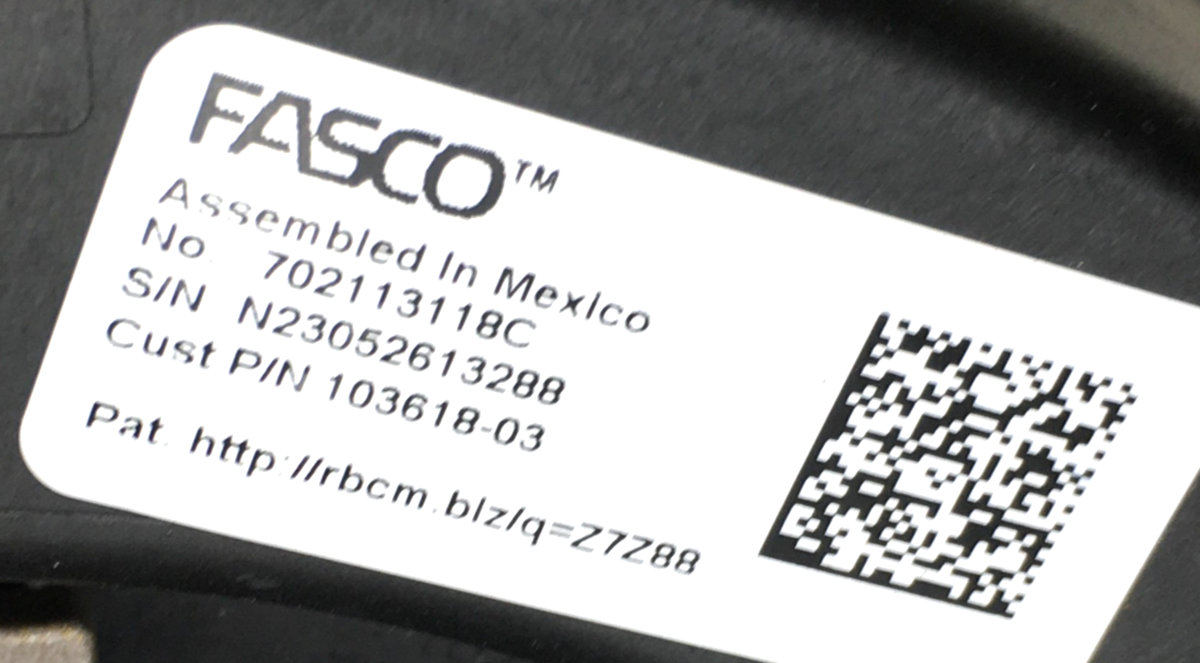 FASCO™
Assembled In Mexico
No. 702113118C
S/N N23052613288
Cust P/N 103618-03
Pat. http://rbcm.biz/q=Z7Z88